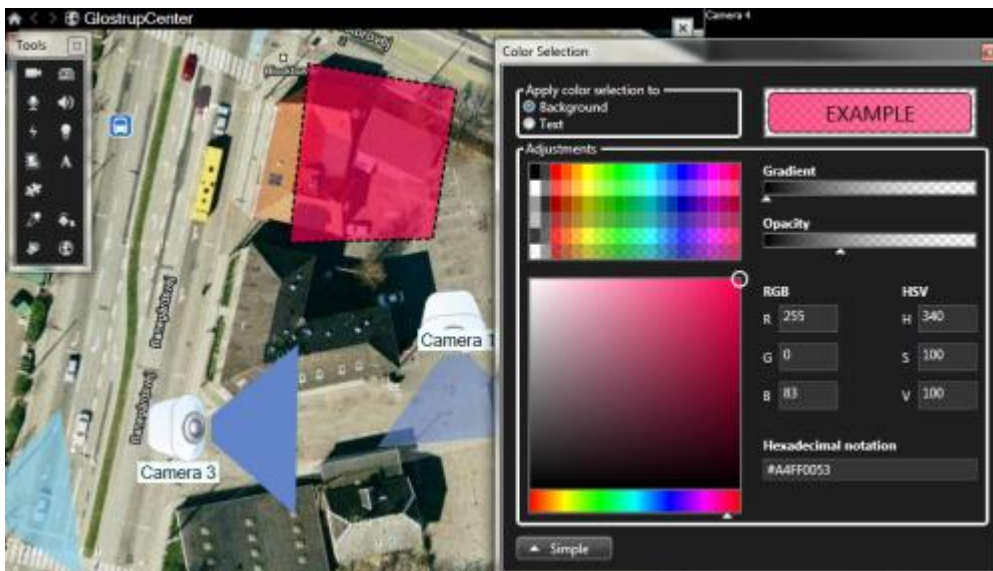 GlostrupCenter
Camera 4
Tools
Color Selection
Apply color selection to
Background
Text
EXAMPLE
Adjustments
Gradient
Opacity
RGB
HSV
R 255
H 340
G 0
S 100
B 83
V 100
Hexadecimal notation
#A4FF0053
Simple
A
Camera 1
Camera 3